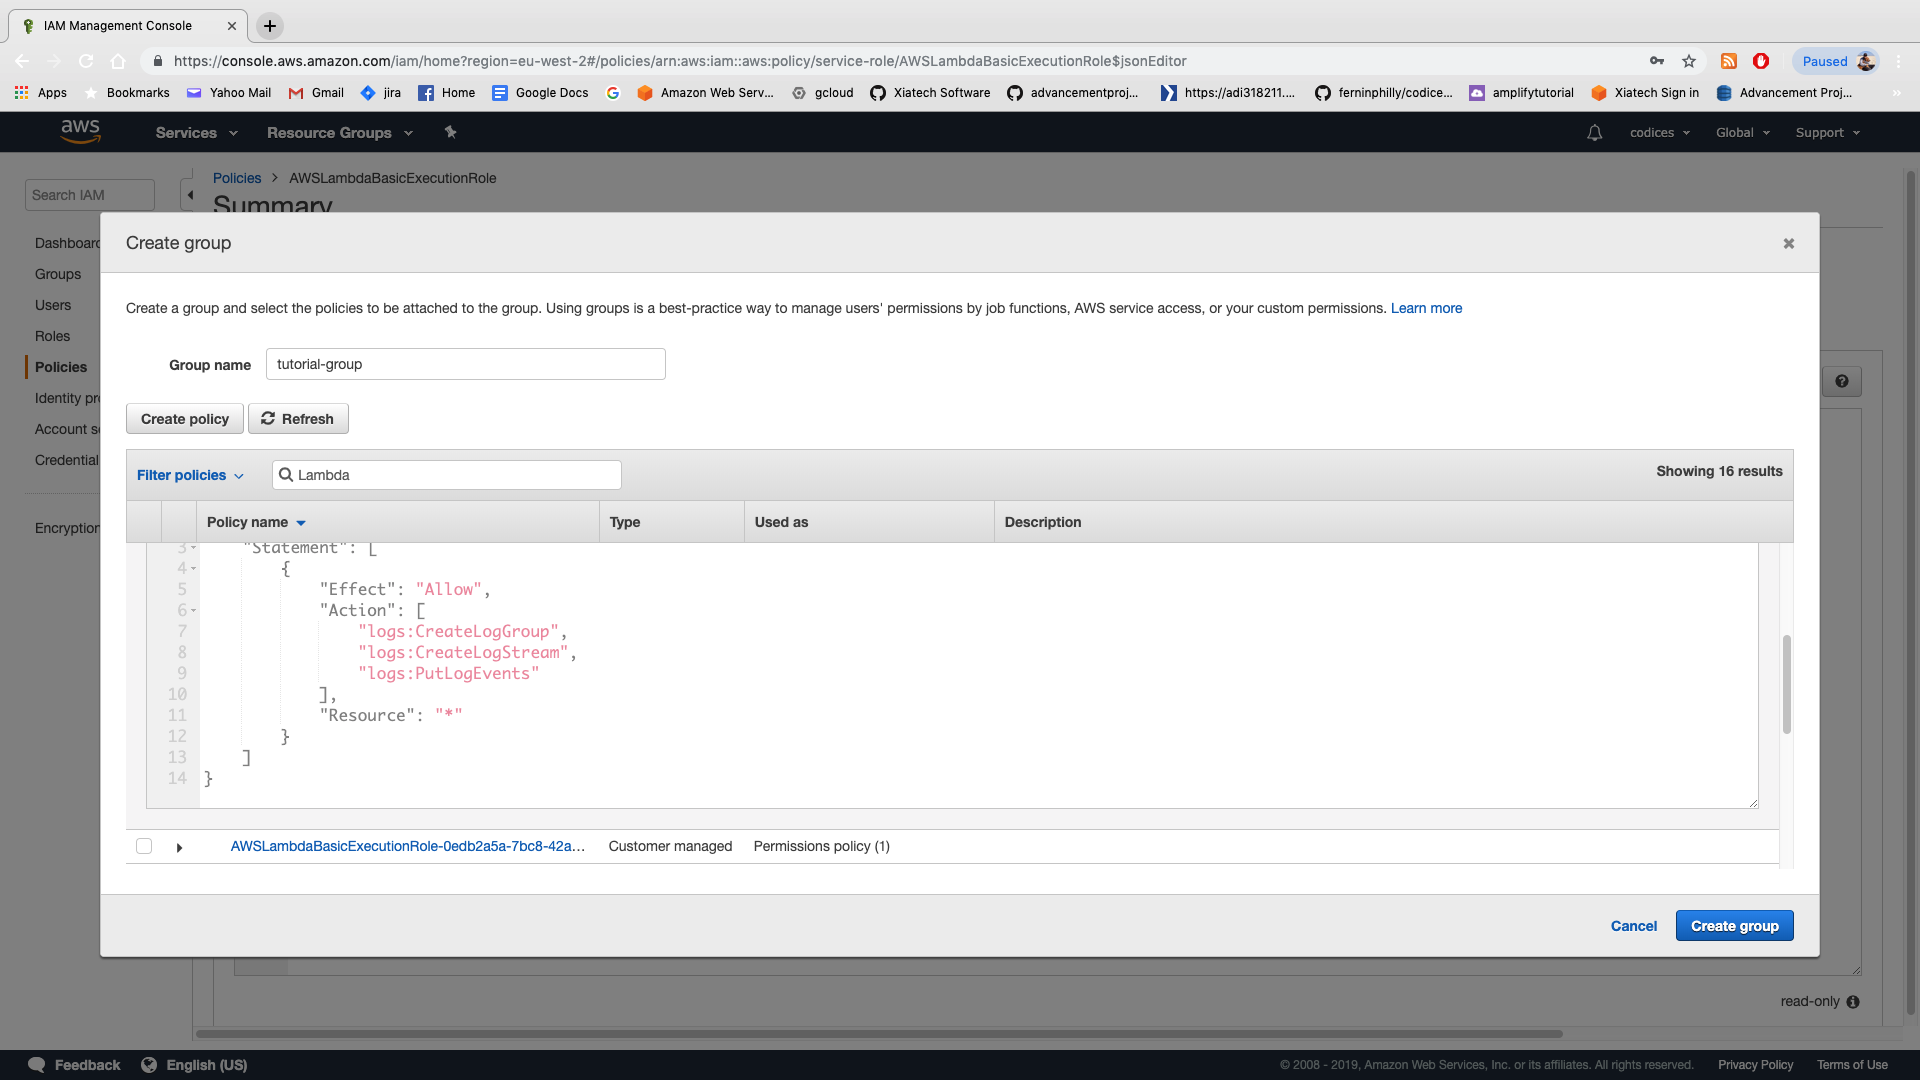 IAM Management Console
https://console.aws.amazon.com/iam/home?region=eu-west-2#/policies/arn:aws:iam::aws:policy/service-role/AWSLambdaBasicExecutionRole$jsonEditor
Paused
Apps Bookmarks Yahoo Mail Gmail jira Home Google Docs Amazon Web Serv... gcloud Xiatech Software advancementproj... https://adi318211.... ferninphilly/codice... amplifytutorial Xiatech Sign in Advancement Proj... »
aws Services Resource Groups codices Global Support
Search IAM
Policies > AWSLambdaBasicExecutionRole
Summary
Dashboard
Groups
Users
Roles
Policies
Identity pr
Account s
Credential
Encryption
Create group
Create a group and select the policies to be attached to the group. Using groups is a best-practice way to manage users' permissions by job functions, AWS service access, or your custom permissions. Learn more
Group name tutorial-group
Create policy Refresh
Filter policies Lambda Showing 16 results
Policy name Type Used as Description
3 "Statement": [
4 {
5 "Effect": "Allow",
6 "Action": [
7 "logs:CreateLogGroup",
8 "logs:CreateLogStream",
9 "logs:PutLogEvents"
10 ],
11 "Resource": "*"
12 }
13 ]
14 }
AWSLambdaBasicExecutionRole-0edb2a5a-7bc8-42a... Customer managed Permissions policy (1)
Cancel Create group
read-only
Feedback English (US) © 2008 - 2019, Amazon Web Services, Inc. or its affiliates. All rights reserved. Privacy Policy Terms of Use